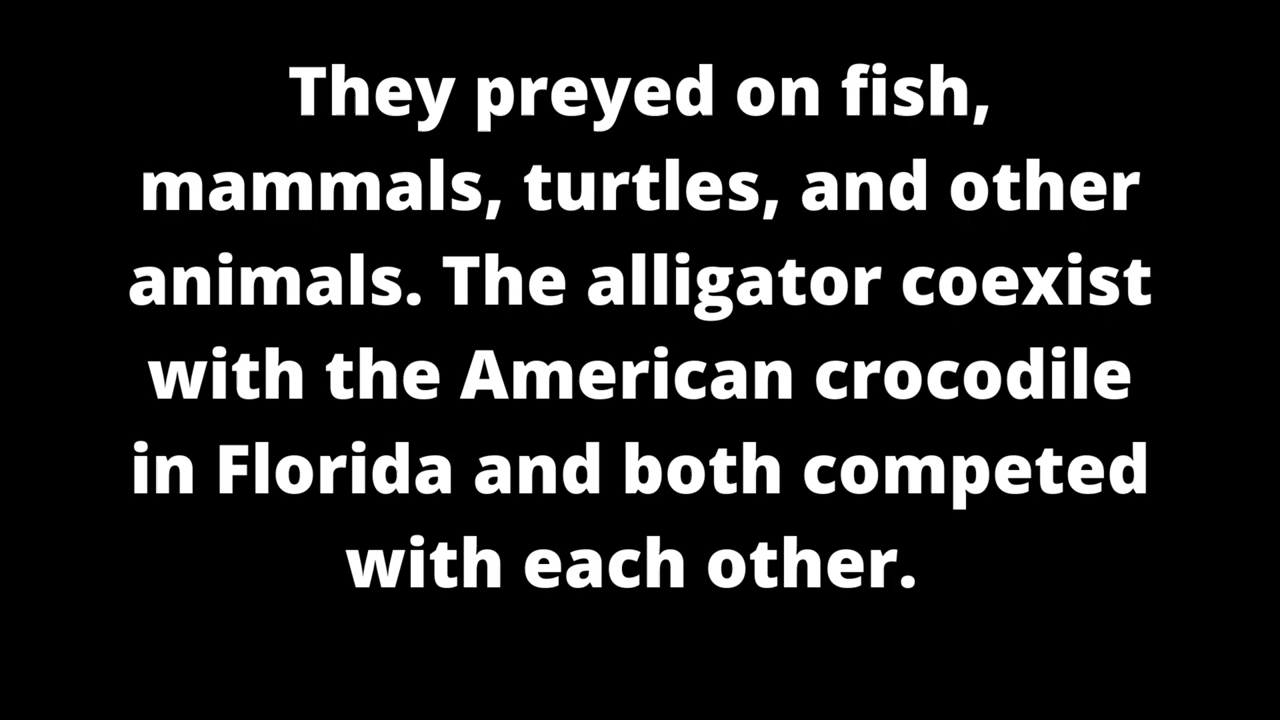 They preyed on fish,
mammals, turtles, and other
animals. The alligator coexist
with the American crocodile
in Florida and both competed
with each other.